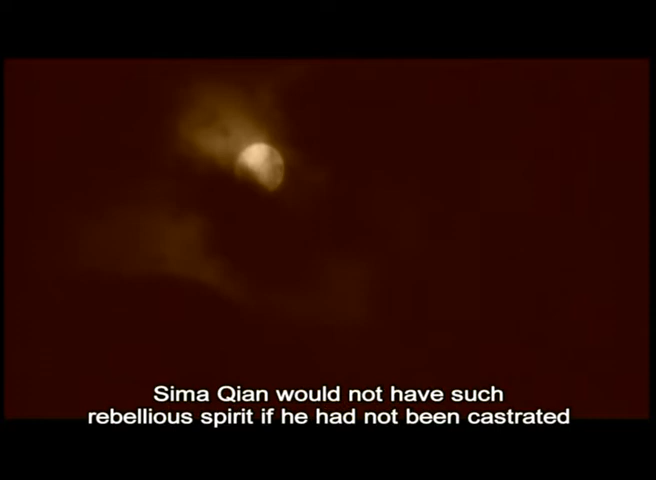 Sima Qian would not have such
rebellious spirit if he had not been castrated